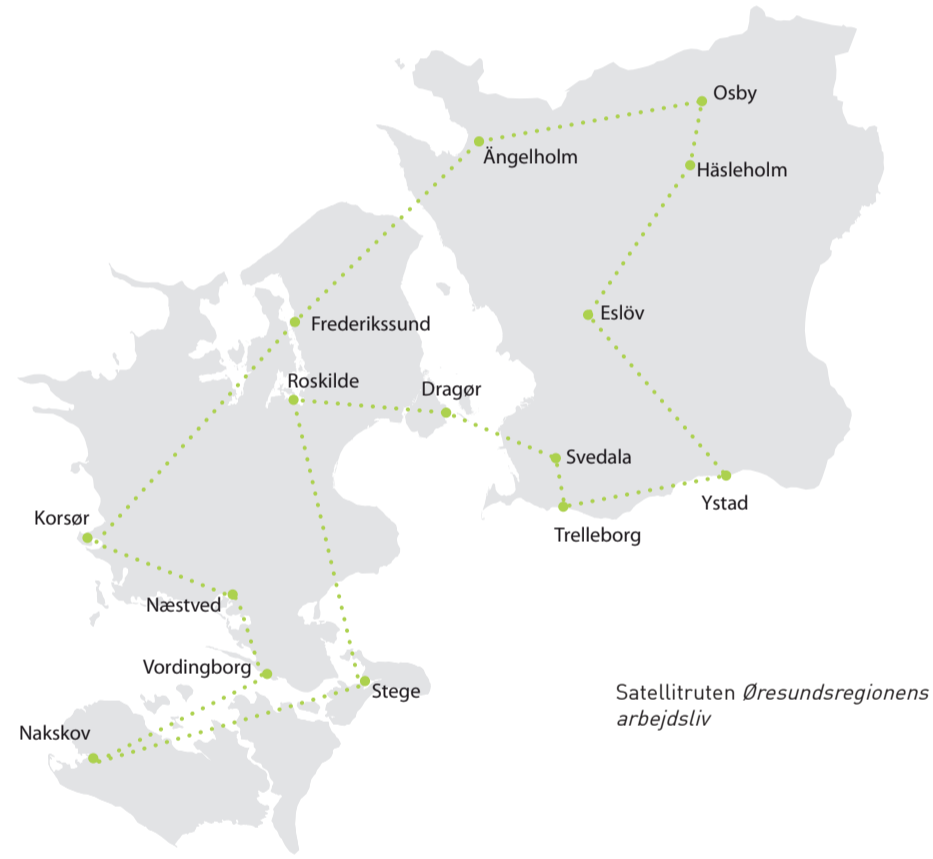 Osby
Ängelholm
Häsleholm
Eslöv
Frederikssund
Roskilde
Dragør
Svedala
Ystad
Korsør
Trelleborg
Næstved
Vordingborg
Stege
Nakskov
Satellitruten Øresundsregionens
arbejdsliv